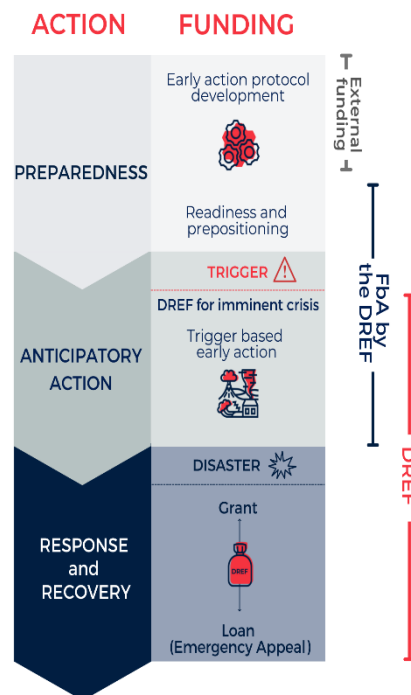 ACTION
FUNDING
Early action protocol
development
External
funding
PREPAREDNESS
Readiness and
prepositioning
TRIGGER
DREF for imminent crisis
FbA by
the DREF
ANTICIPATORY
ACTION
Trigger based
early action
DREF
DISASTER
RESPONSE
and
RECOVERY
Grant
DREF
Loan
(Emergency Appeal)